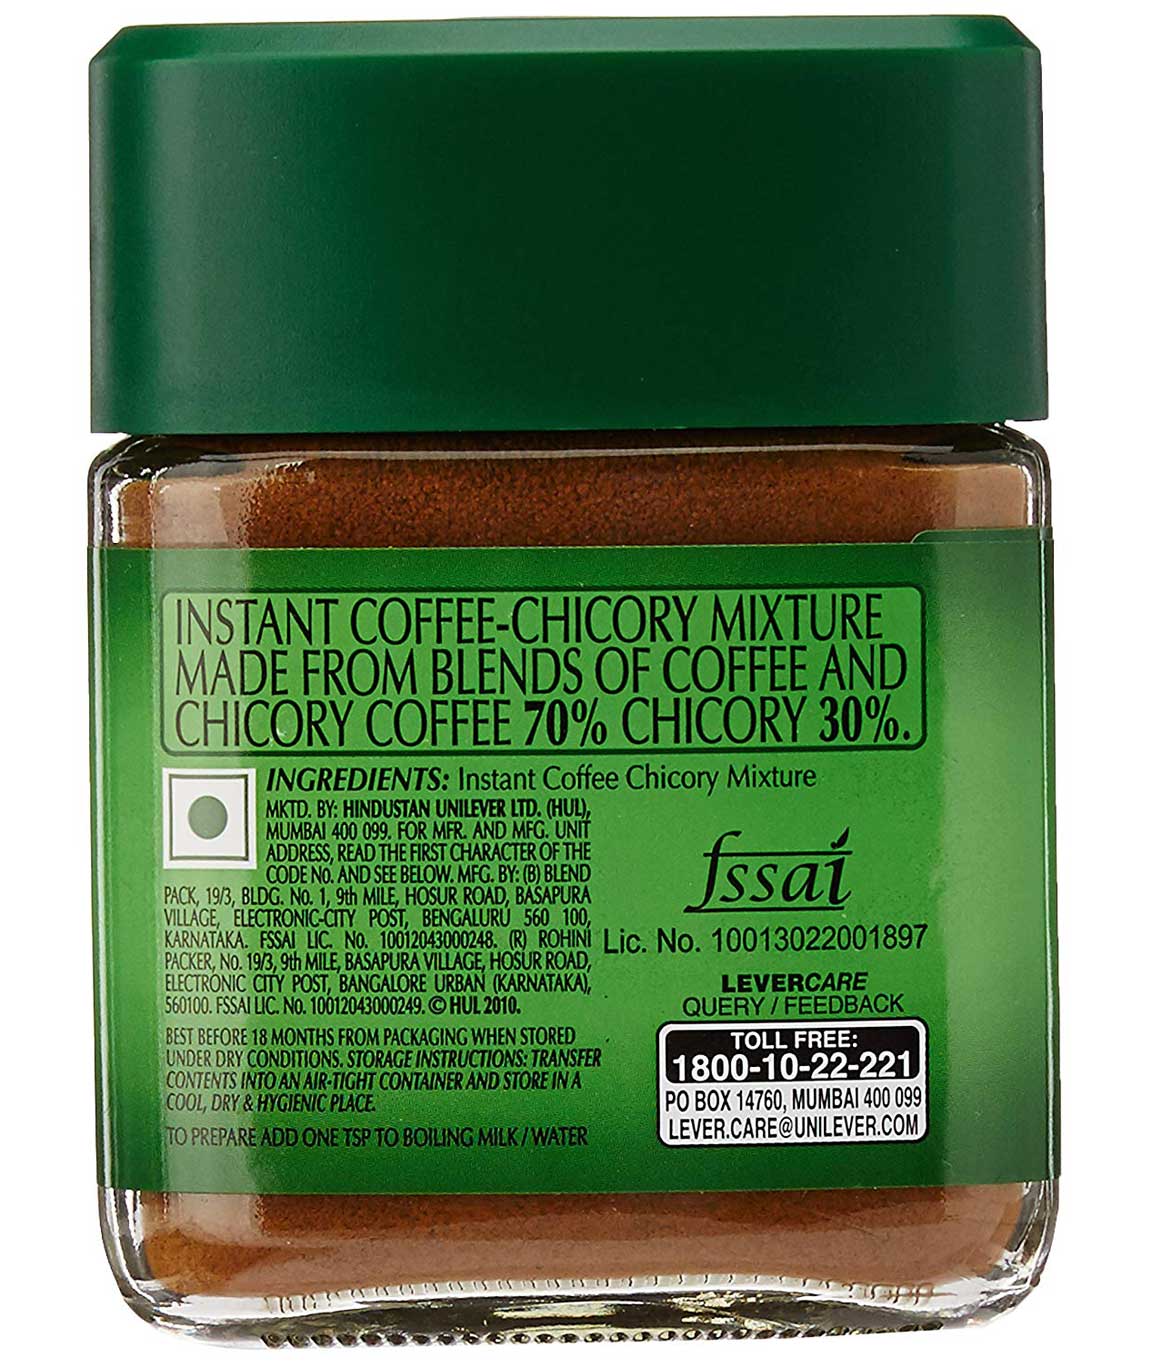 INSTANT COFFEE-CHICORY MIXTURE
MADE FROM BLENDS OF COFFEE AND
CHICORY COFFEE 70% CHICORY 30%.
INGREDIENTS: Instant Coffee Chicory Mixture
MKTD. BY: HINDUSTAN UNILEVER LTD. (HUL),
MUMBAI 400 099. FOR MFR. AND MFG. UNIT
ADDRESS, READ THE FIRST CHARACTER OF THE
CODE No. AND SEE BELOW. MFG. BY: (B) BLEND
PACK, 19/3, BLDG. No. 1, 9th MILE, HOSUR ROAD, BASAPURA
VILLAGE, ELECTRONIC-CITY POST, BENGALURU 560 100,
KARNATAKA. FSSAI LIC. No. 10012043000248. (R) ROHINI
PACKER, No. 19/3, 9th MILE, BASAPURA VILLAGE, HOSUR ROAD,
ELECTRONIC CITY POST, BANGALORE URBAN (KARNATAKA),
560100. FSSAI LIC. No. 10012043000249. © HUL 2010.
BEST BEFORE 18 MONTHS FROM PACKAGING WHEN STORED
UNDER DRY CONDITIONS. STORAGE INSTRUCTIONS: TRANSFER
CONTENTS INTO AN AIR-TIGHT CONTAINER AND STORE IN A
COOL, DRY & HYGIENIC PLACE.
TO PREPARE ADD ONE TSP TO BOILING MILK / WATER
fssai
Lic. No. 10013022001897
LEVERCARE
QUERY / FEEDBACK
TOLL FREE:
1800-10-22-221
PO BOX 14760, MUMBAI 400 099
LEVER.CARE@UNILEVER.COM